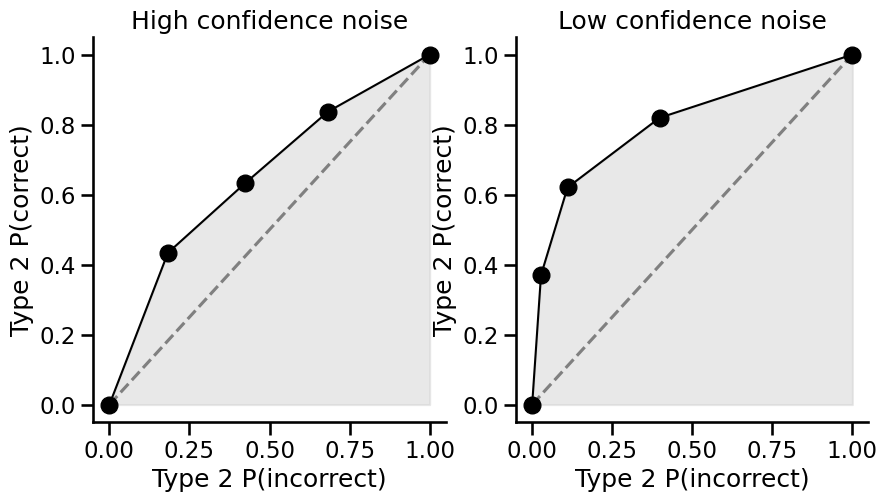 High confidence noise
Type 2 P(correct)
1.0
0.8
0.6
0.4
0.2
0.0
0.00 0.25 0.50 0.75 1.00
Type 2 P(incorrect)
Low confidence noise
Type 2 P(correct)
1.0
0.8
0.6
0.4
0.2
0.0
0.00 0.25 0.50 0.75 1.00
Type 2 P(incorrect)